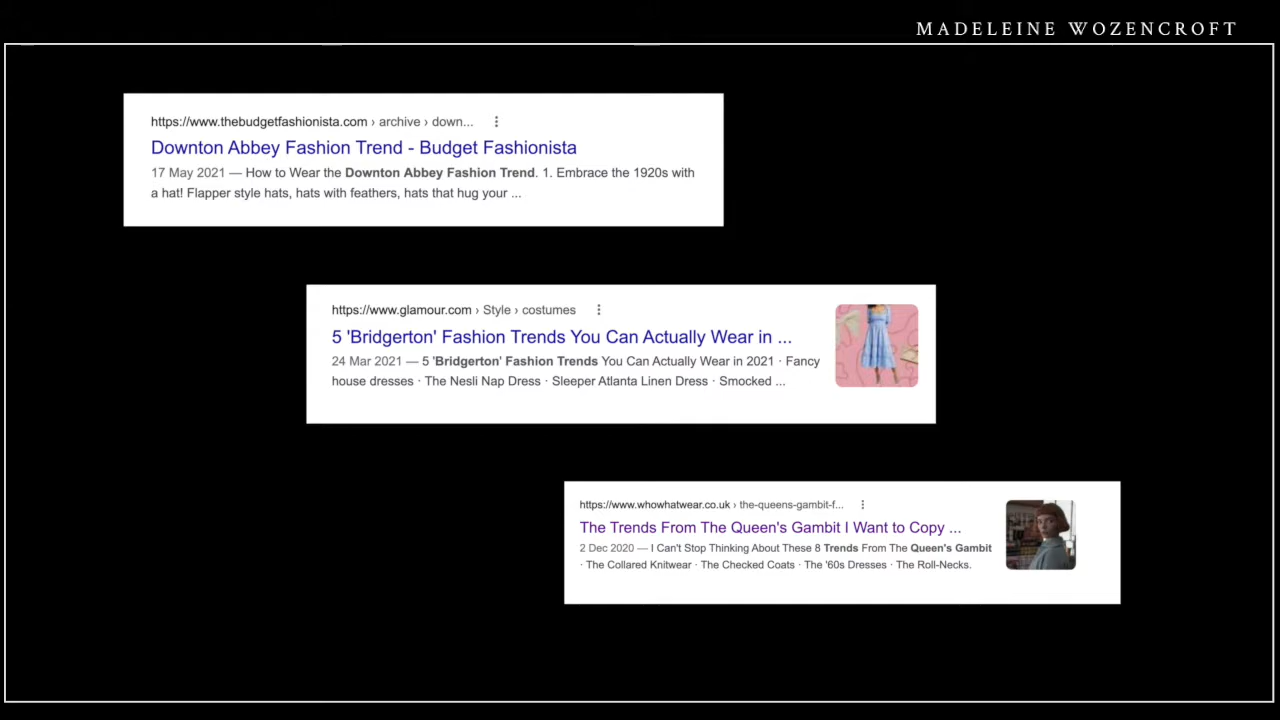 MADELEINE WOZENCROFT
https://www.thebudgetfashionista.com › archive › down...
Downton Abbey Fashion Trend - Budget Fashionista
17 May 2021 — How to Wear the Downton Abbey Fashion Trend. 1. Embrace the 1920s with
a hat! Flapper style hats, hats with feathers, hats that hug your ...
https://www.glamour.com › Style › costumes
5 'Bridgerton' Fashion Trends You Can Actually Wear in ...
24 Mar 2021 — 5 'Bridgerton' Fashion Trends You Can Actually Wear in 2021 · Fancy
house dresses · The Nesli Nap Dress · Sleeper Atlanta Linen Dress · Smocked ...
https://www.whowhatwear.co.uk › the-queens-gambit-f...
The Trends From The Queen's Gambit I Want to Copy ...
2 Dec 2020 — I Can't Stop Thinking About These 8 Trends From The Queen's Gambit
· The Collared Knitwear · The Checked Coats · The '60s Dresses · The Roll-Necks.